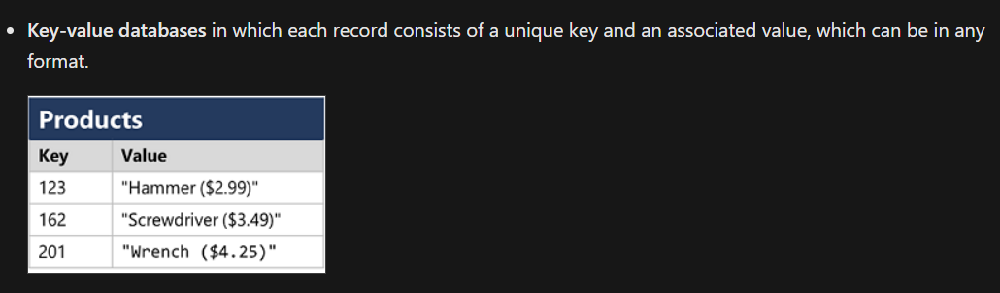 • Key-value databases in which each record consists of a unique key and an associated value, which can be in any
format.
Products
Key Value
123 "Hammer ($2.99)"
162 "Screwdriver ($3.49)"
201 "Wrench ($4.25)"